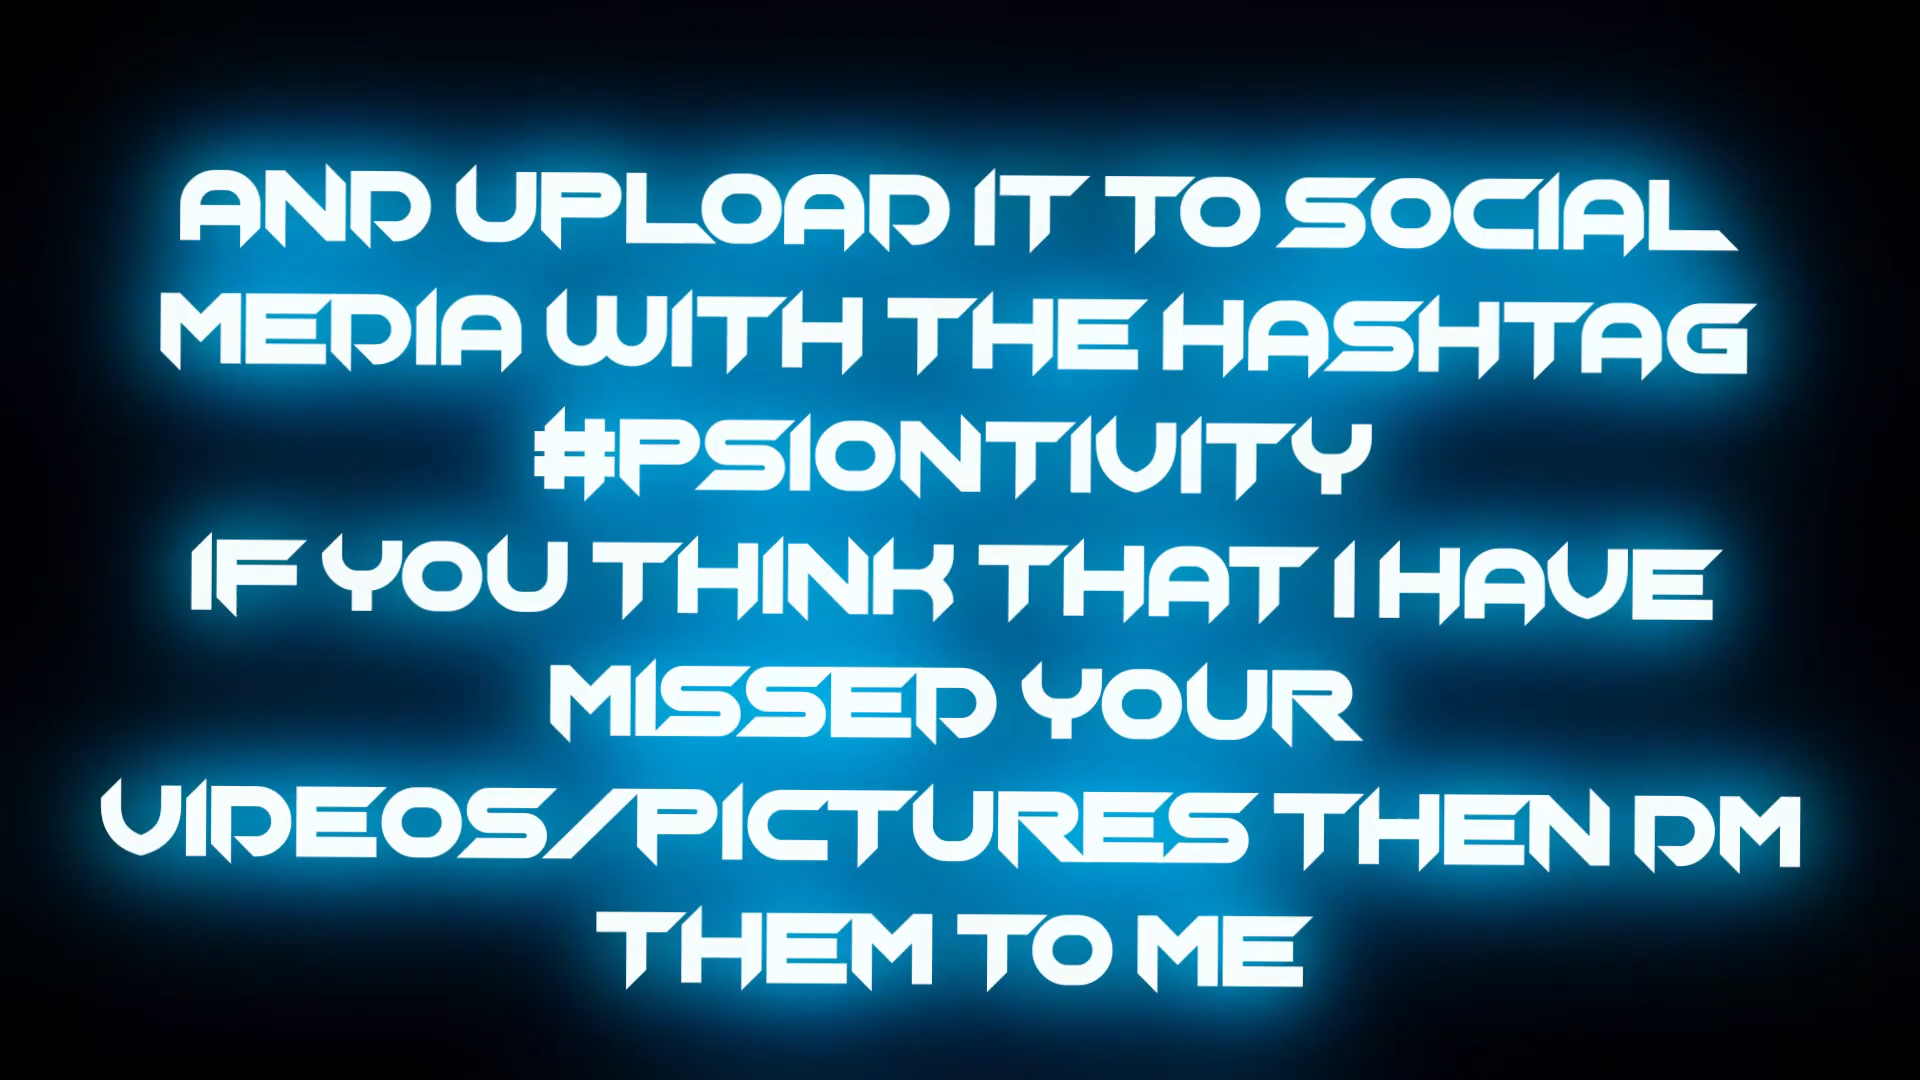 AND UPLOAD IT TO SOCIAL
MEDIA WITH THE HASHTAG
#PSIONTIVITY
IF YOU THINK THAT I HAVE
MISSED YOUR
VIDEOS/PICTURES THEN DM
THEM TO ME